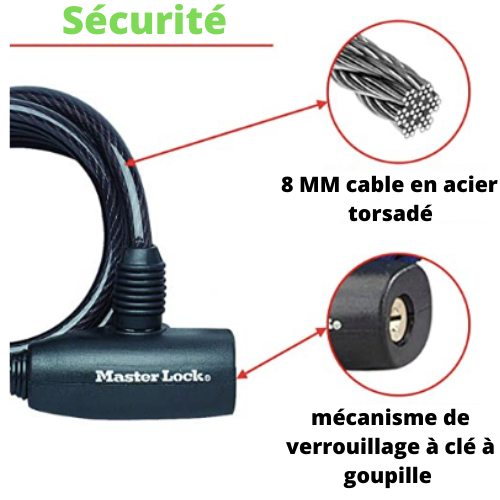 Sécurité
8 MM cable en acier
torsadé
Master Lock®
mécanisme de
verrouillage à clé à
goupille